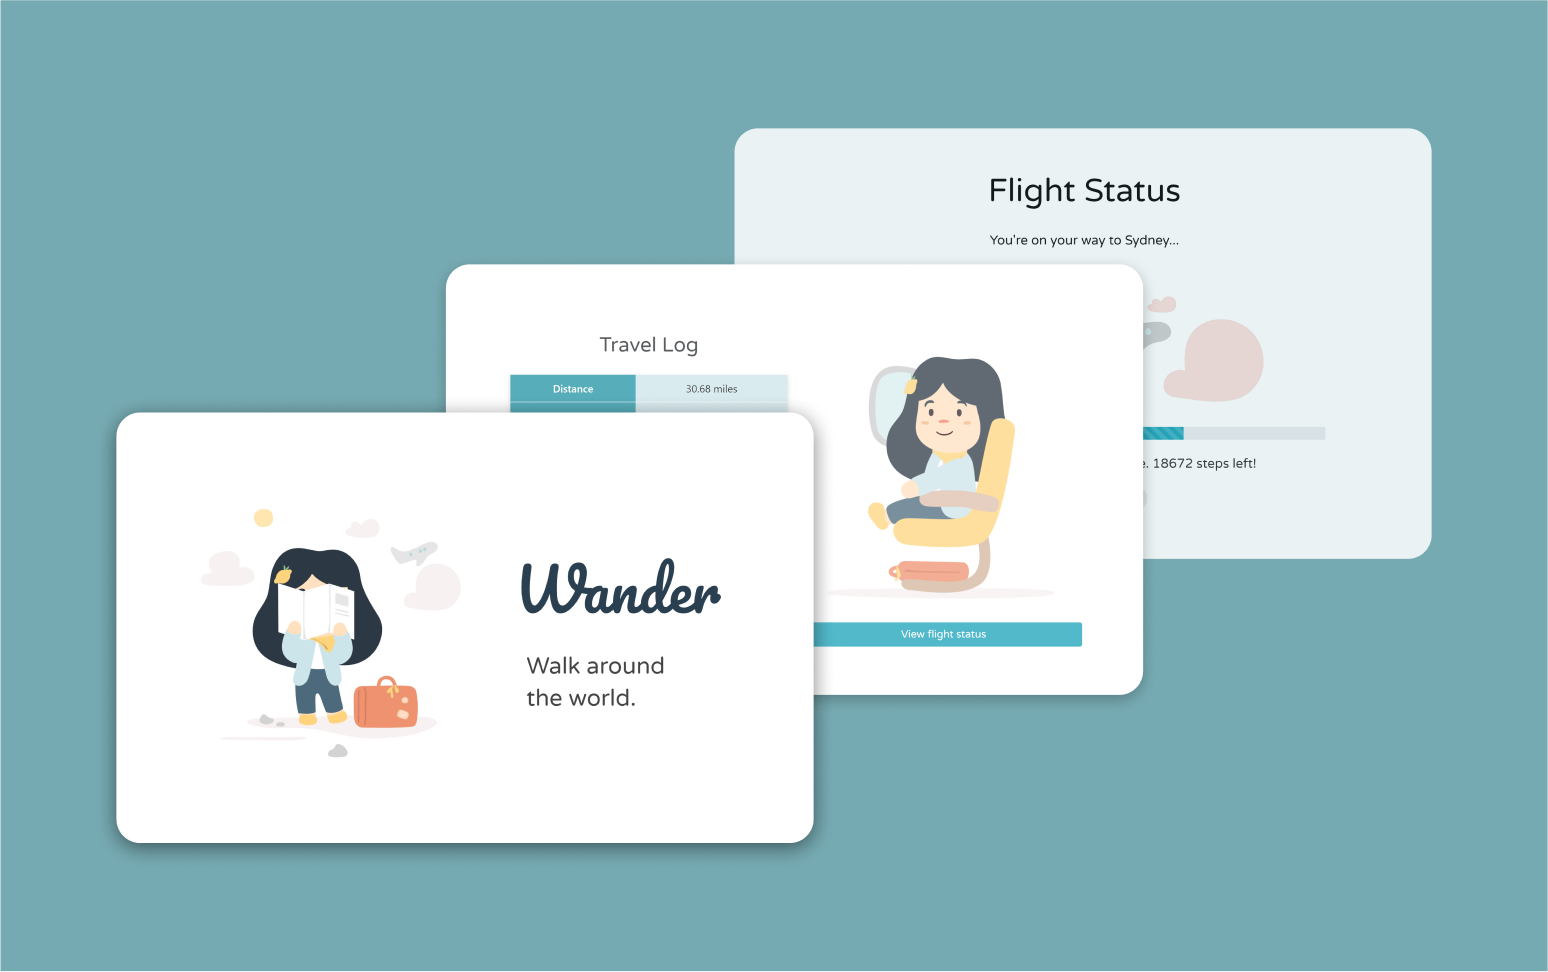 Flight Status
You're on your way to Sydney...
18672 steps left!
Travel Log
Distance 30.68 miles
View flight status
Wander
Walk around
the world.